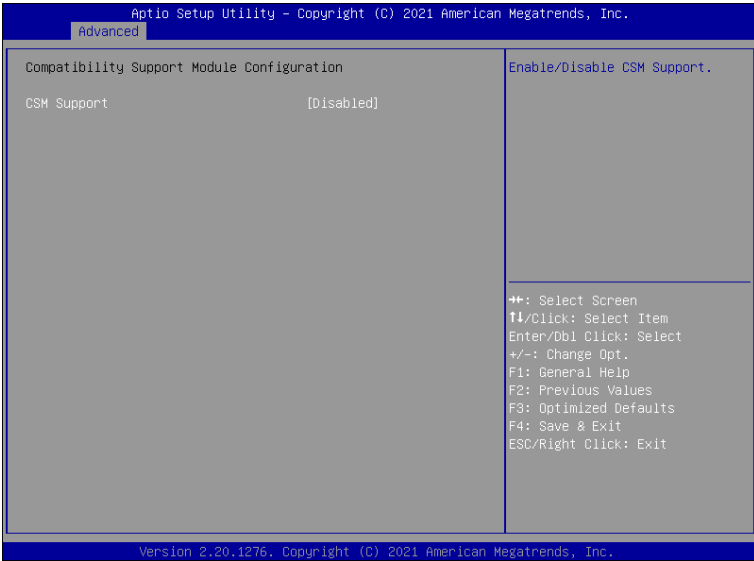 Aptio Setup Utility – Copyright (C) 2021 American Megatrends, Inc.
Advanced
Compatibility Support Module Configuration
CSM Support [Disabled]
Enable/Disable CSM Support.
→←: Select Screen
↑↓/Click: Select Item
Enter/Dbl Click: Select
+/-: Change Opt.
F1: General Help
F2: Previous Values
F3: Optimized Defaults
F4: Save & Exit
ESC/Right Click: Exit
Version 2.20.1276. Copyright (C) 2021 American Megatrends, Inc.